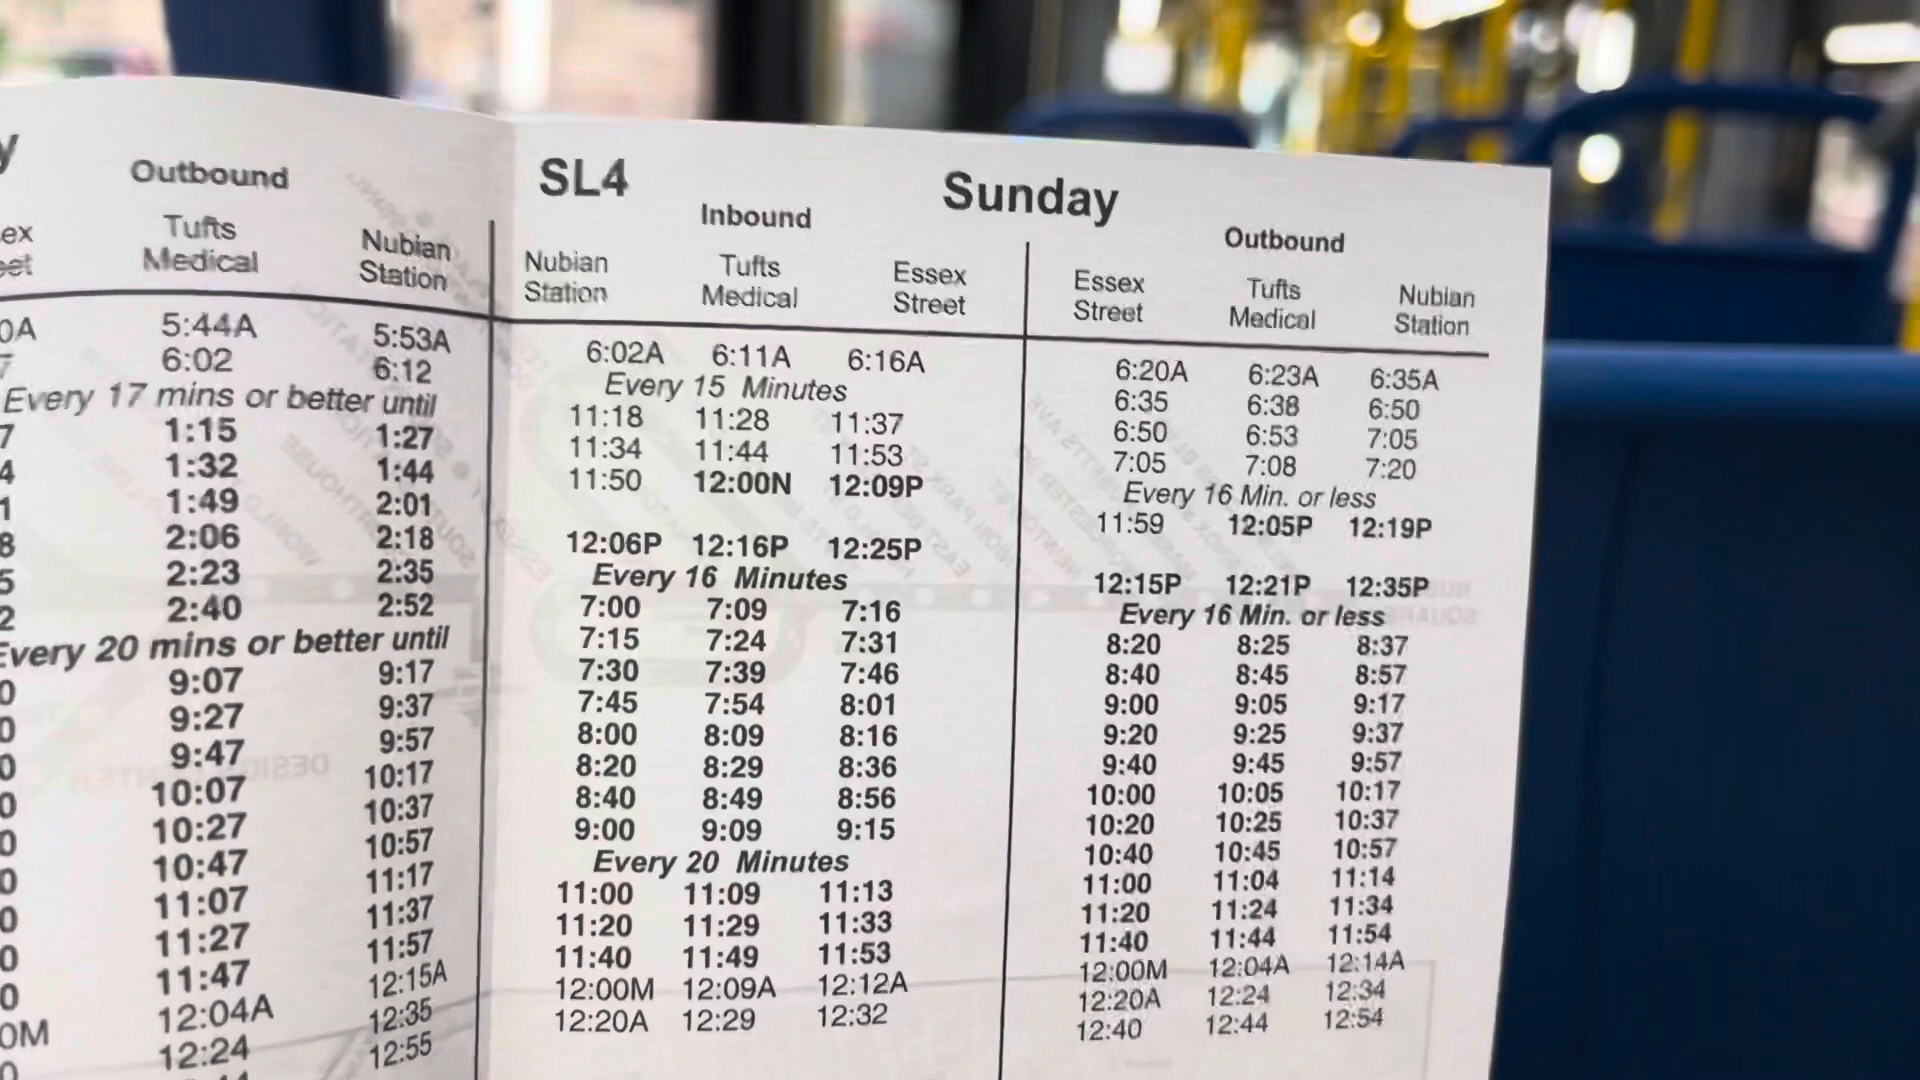 Outbound
Tufts Medical
Nubian Station
5:44A 5:53A
6:02 6:12
Every 17 mins or better until
1:15 1:27
1:32 1:44
1:49 2:01
2:06 2:18
2:23 2:35
2:40 2:52
Every 20 mins or better until
9:07 9:17
9:27 9:37
9:47 9:57
10:07 10:17
10:27 10:37
10:47 10:57
11:07 11:17
11:27 11:37
11:47 11:57
12:04A 12:15A
12:24 12:35
12:55
SL4 Sunday
Inbound
Nubian Station
Tufts Medical
Essex Street
6:02A 6:11A 6:16A
Every 15 Minutes
11:18 11:28 11:37
11:34 11:44 11:53
11:50 12:00N 12:09P
12:06P 12:16P 12:25P
Every 16 Minutes
7:00 7:09 7:16
7:15 7:24 7:31
7:30 7:39 7:46
7:45 7:54 8:01
8:00 8:09 8:16
8:20 8:29 8:36
8:40 8:49 8:56
9:00 9:09 9:15
Every 20 Minutes
11:00 11:09 11:13
11:20 11:29 11:33
11:40 11:49 11:53
12:00M 12:09A 12:12A
12:20A 12:29 12:32
Outbound
Essex Street
Tufts Medical
Nubian Station
6:20A 6:23A 6:35A
6:35 6:38 6:50
6:50 6:53 7:05
7:05 7:08 7:20
Every 16 Min. or less
11:59 12:05P 12:19P
12:15P 12:21P 12:35P
Every 16 Min. or less
8:20 8:25 8:37
8:40 8:45 8:57
9:00 9:05 9:17
9:20 9:25 9:37
9:40 9:45 9:57
10:00 10:05 10:17
10:20 10:25 10:37
10:40 10:45 10:57
11:00 11:04 11:14
11:20 11:24 11:34
11:40 11:44 11:54
12:00M 12:04A 12:14A
12:20A 12:24 12:34
12:40 12:44 12:54